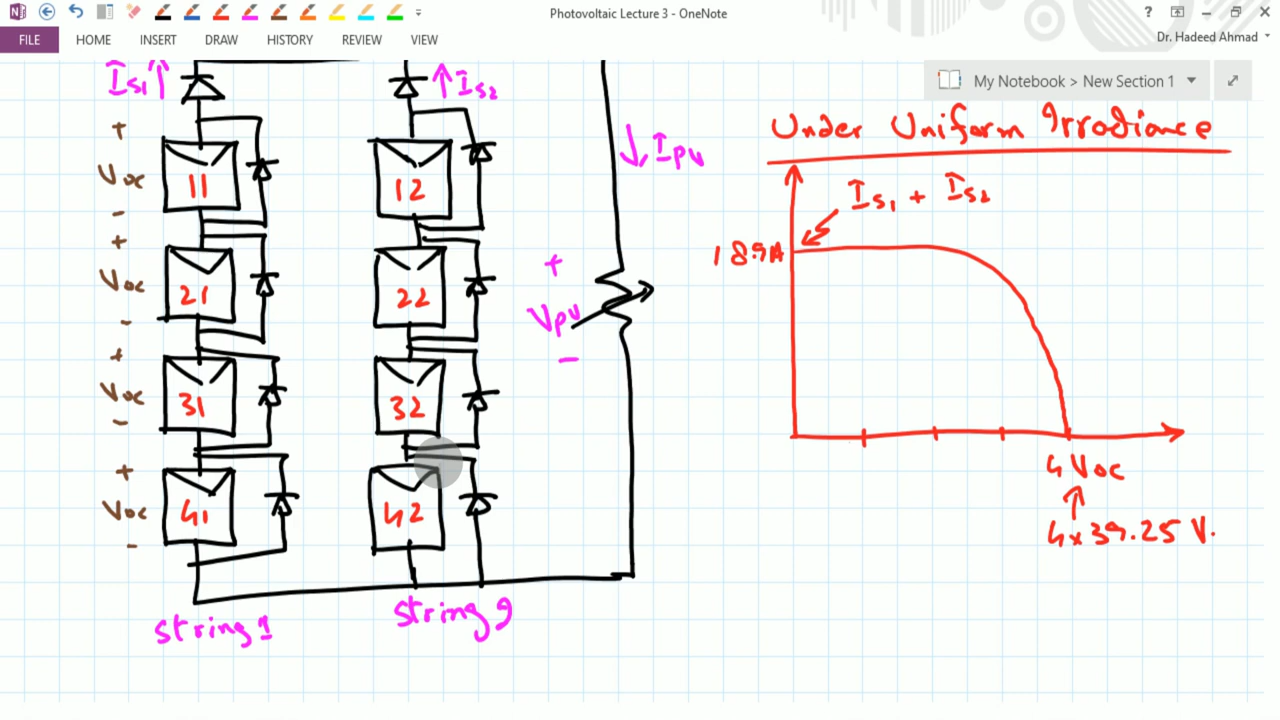 Photovoltaic Lecture 3 - OneNote
FILE HOME INSERT DRAW HISTORY REVIEW VIEW
Dr. Hadeed Ahmad
My Notebook > New Section 1
Is1
Is2
+
Voc
-
+
Voc
-
+
Voc
-
+
Voc
-
11
21
31
41
12
22
32
42
String 1
String 2
Ipv
+
Vpv
-
Under Uniform Irradiance
Is1 + Is2
18.9A
4 Voc
4x39.25 V.